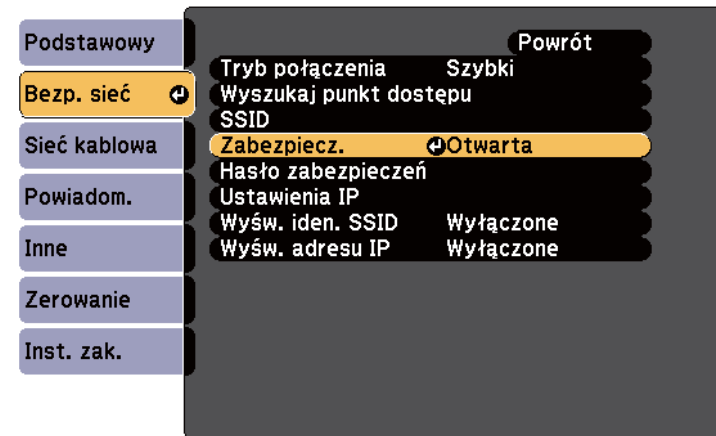 Podstawowy
Bezp. sieć
Sieć kablowa
Powiadom.
Inne
Zerowanie
Inst. zak.
Powrót
Tryb połączenia Szybki
Wyszukaj punkt dostępu
SSID
Zabezpiecz. Otwarta
Hasło zabezpieczeń
Ustawienia IP
Wyśw. iden. SSID Wyłączone
Wyśw. adresu IP Wyłączone